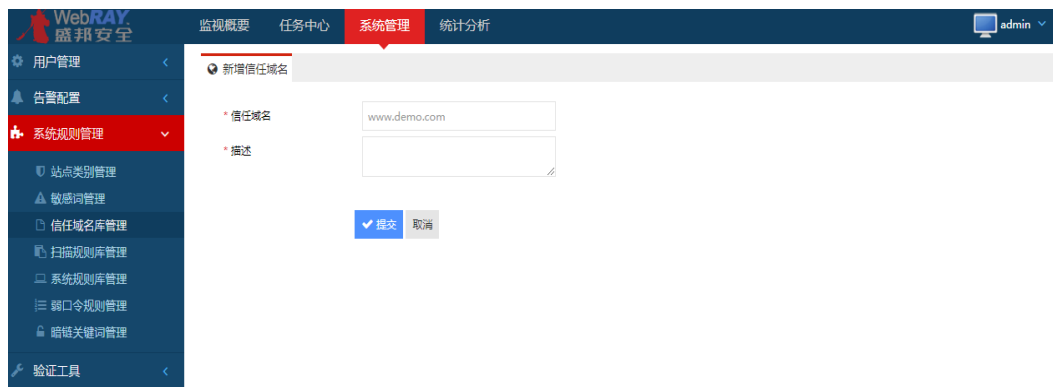 WebRAY
盛邦安全
监视概要 任务中心 系统管理 统计分析 admin
用户管理
告警配置
系统规则管理
站点类别管理
敏感词管理
信任域名库管理
扫描规则库管理
系统规则库管理
弱口令规则管理
暗链关键词管理
验证工具
新增信任域名
* 信任域名 www.demo.com
* 描述
提交 取消